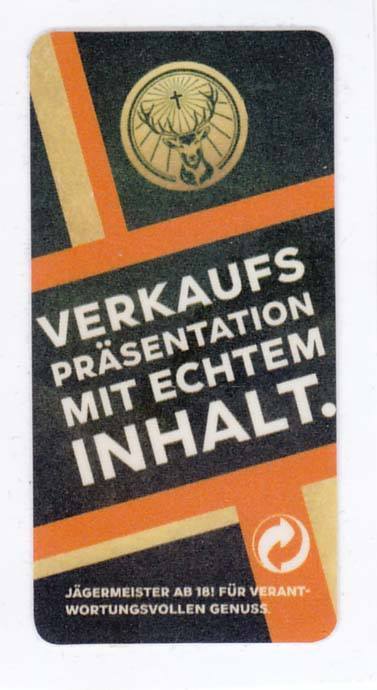 VERKAUFS
PRÄSENTATION
MIT ECHTEM
INHALT.
JÄGERMEISTER AB 18! FÜR VERANT-
WORTUNGSVOLLEN GENUSS.